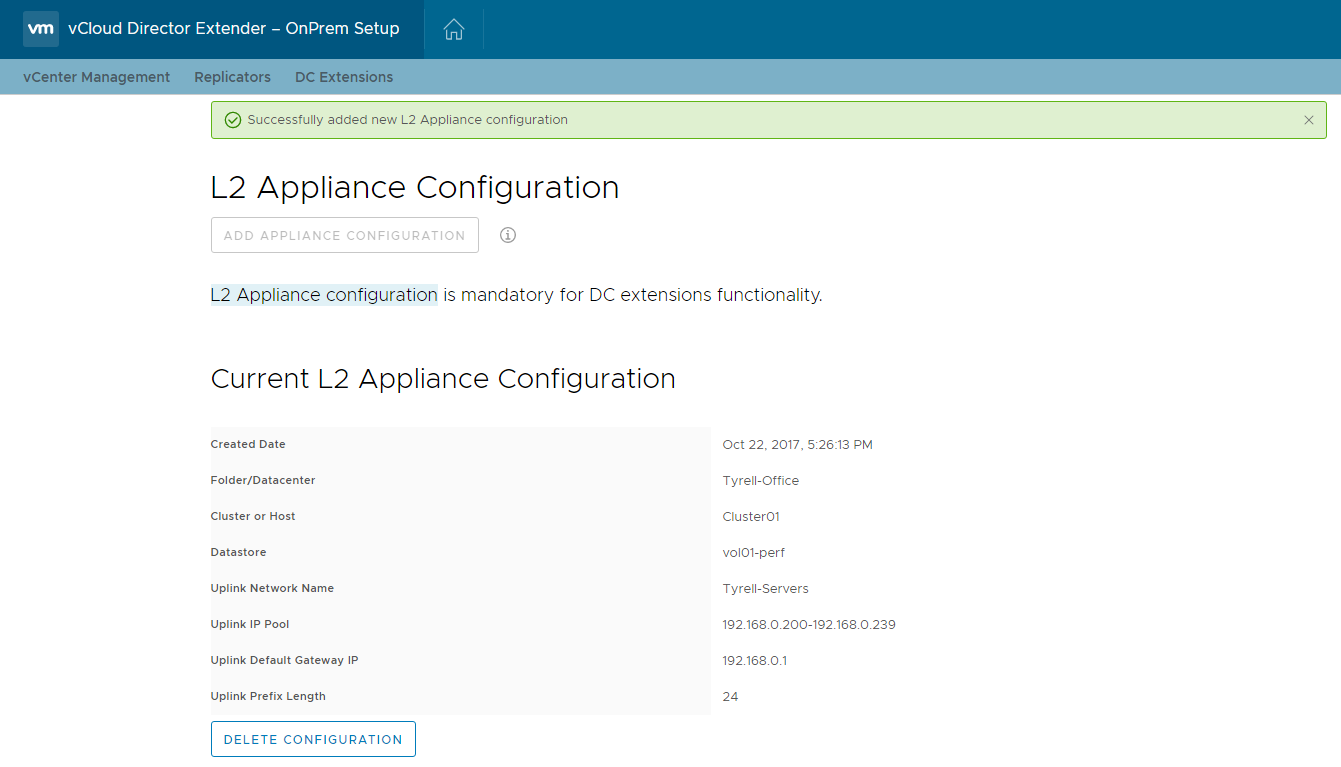 vm vCloud Director Extender – OnPrem Setup
vCenter Management Replicators DC Extensions
Successfully added new L2 Appliance configuration
L2 Appliance Configuration
ADD APPLIANCE CONFIGURATION
L2 Appliance configuration is mandatory for DC extensions functionality.
Current L2 Appliance Configuration
Created Date Oct 22, 2017, 5:26:13 PM
Folder/Datacenter Tyrell-Office
Cluster or Host Cluster01
Datastore vol01-perf
Uplink Network Name Tyrell-Servers
Uplink IP Pool 192.168.0.200-192.168.0.239
Uplink Default Gateway IP 192.168.0.1
Uplink Prefix Length 24
DELETE CONFIGURATION